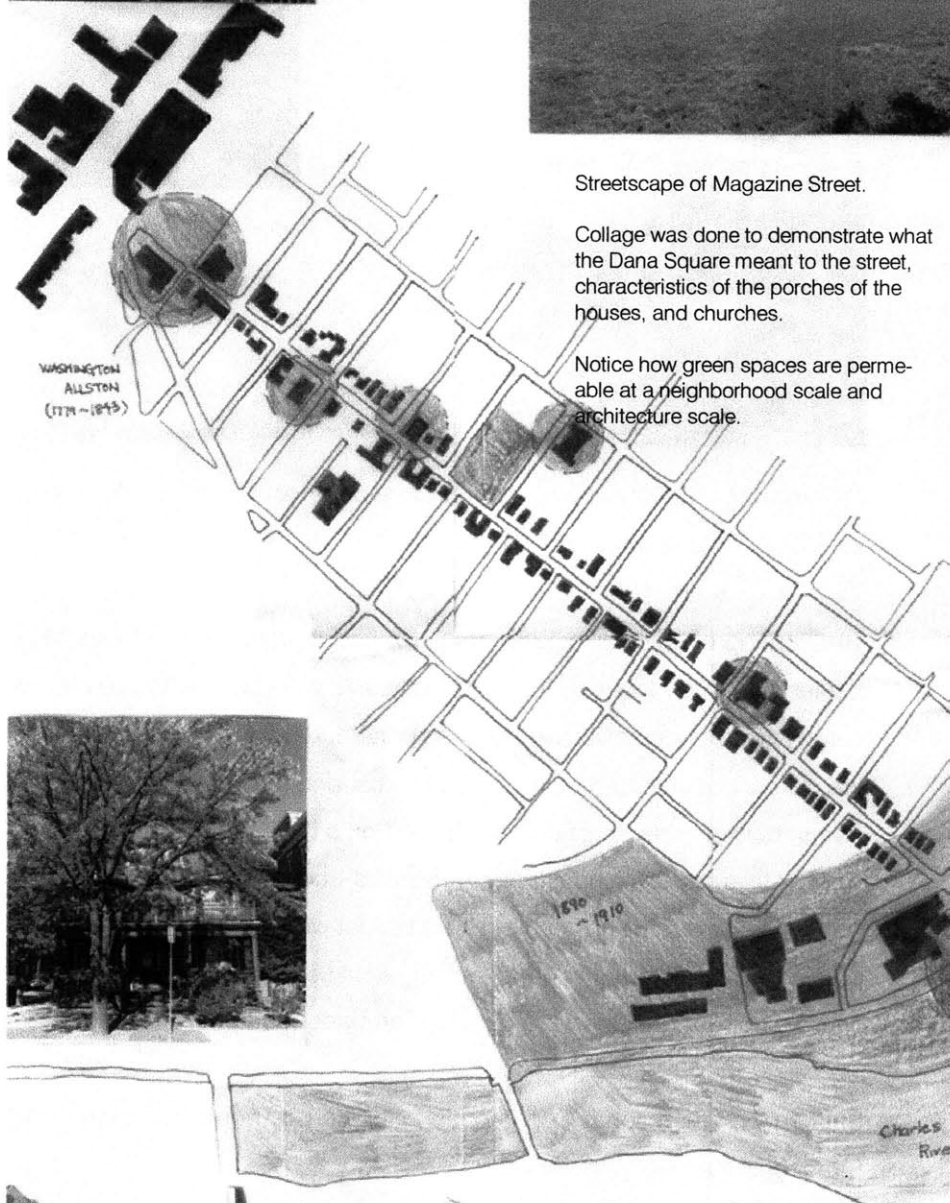 Streetscape of Magazine Street.
Collage was done to demonstrate what
the Dana Square meant to the street,
characteristics of the porches of the
houses, and churches.
Notice how green spaces are perme-
able at a neighborhood scale and
architecture scale.
WASHINGTON
ALLSTON
(1779~1843)
1890
~ 1910
Charles
River